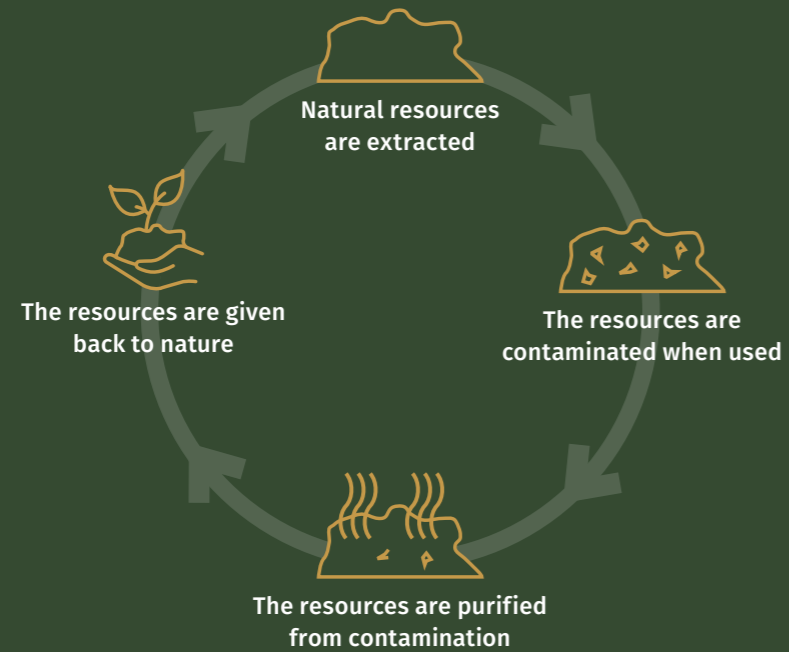 Natural resources
are extracted
The resources are
contaminated when used
The resources are purified
from contamination
The resources are given
back to nature